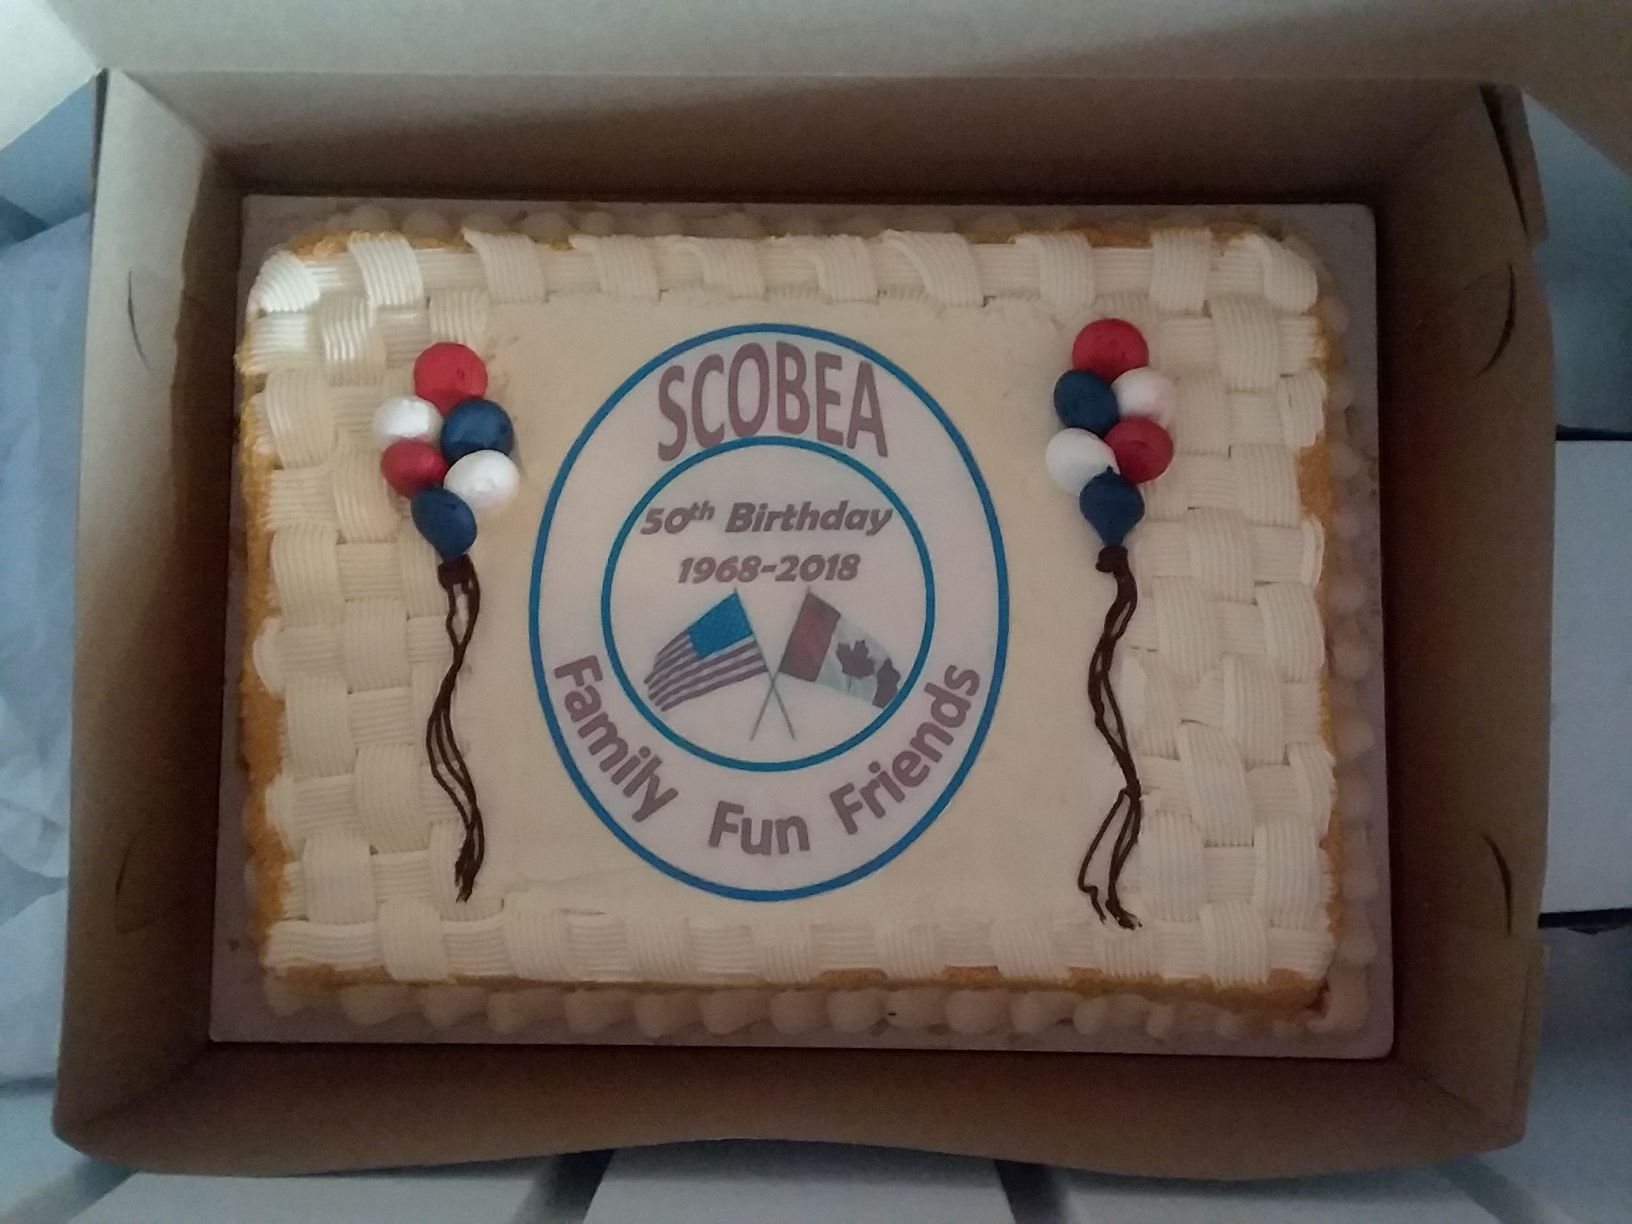 SCOBEA
50th Birthday
1968-2018
Family Fun Friends